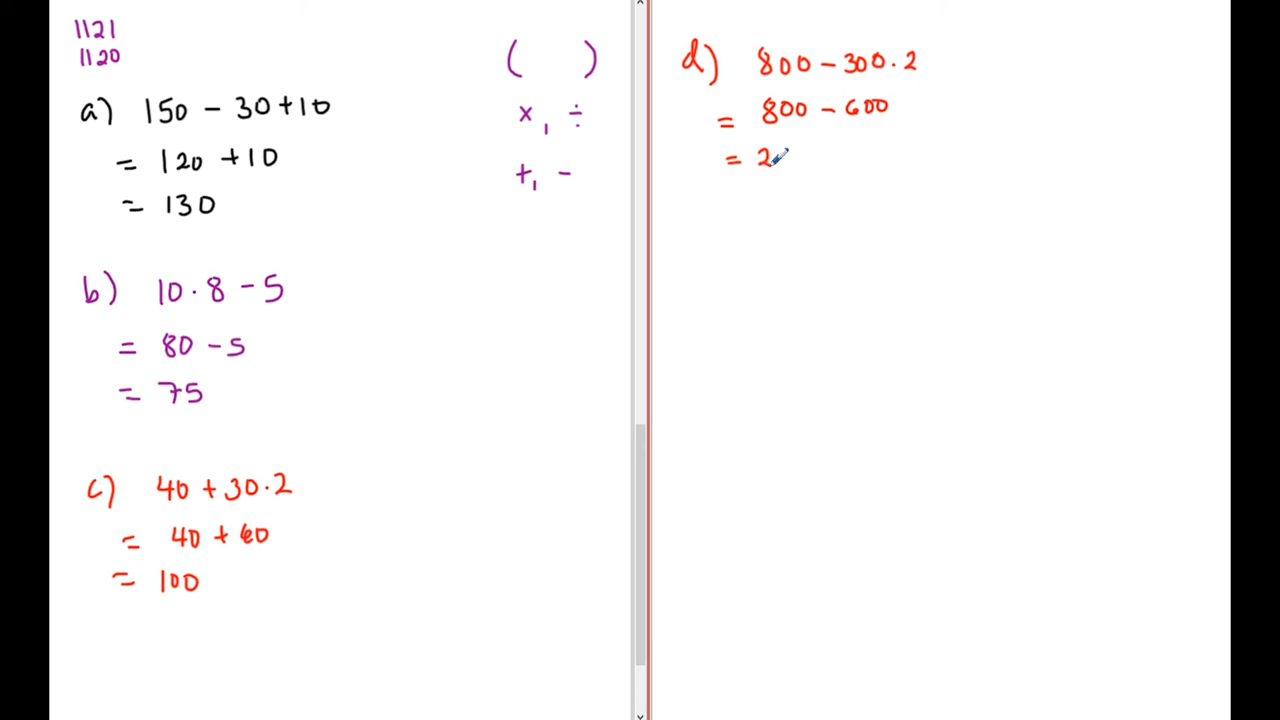 1121
1120
a) 150 - 30 + 10
= 120 + 10
= 130
b) 10 · 8 - 5
= 80 - 5
= 75
c) 40 + 30 · 2
= 40 + 60
= 100
( )
×, ÷
+, -
d) 800 - 300 · 2
= 800 - 600
= 2